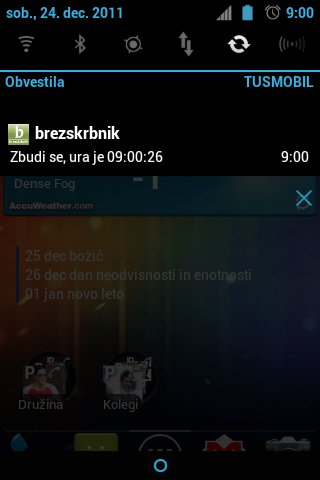 sob., 24. dec. 2011 9:00
Obvestila TUSMOBIL
b
brezskrbnik
Zbudi se, ura je 09:00:26 9:00
Dense Fog
AccuWeather.com
25 dec božič
26 dec dan neodvisnosti in enotnosti
01 jan novo leto
Družina Kolegi